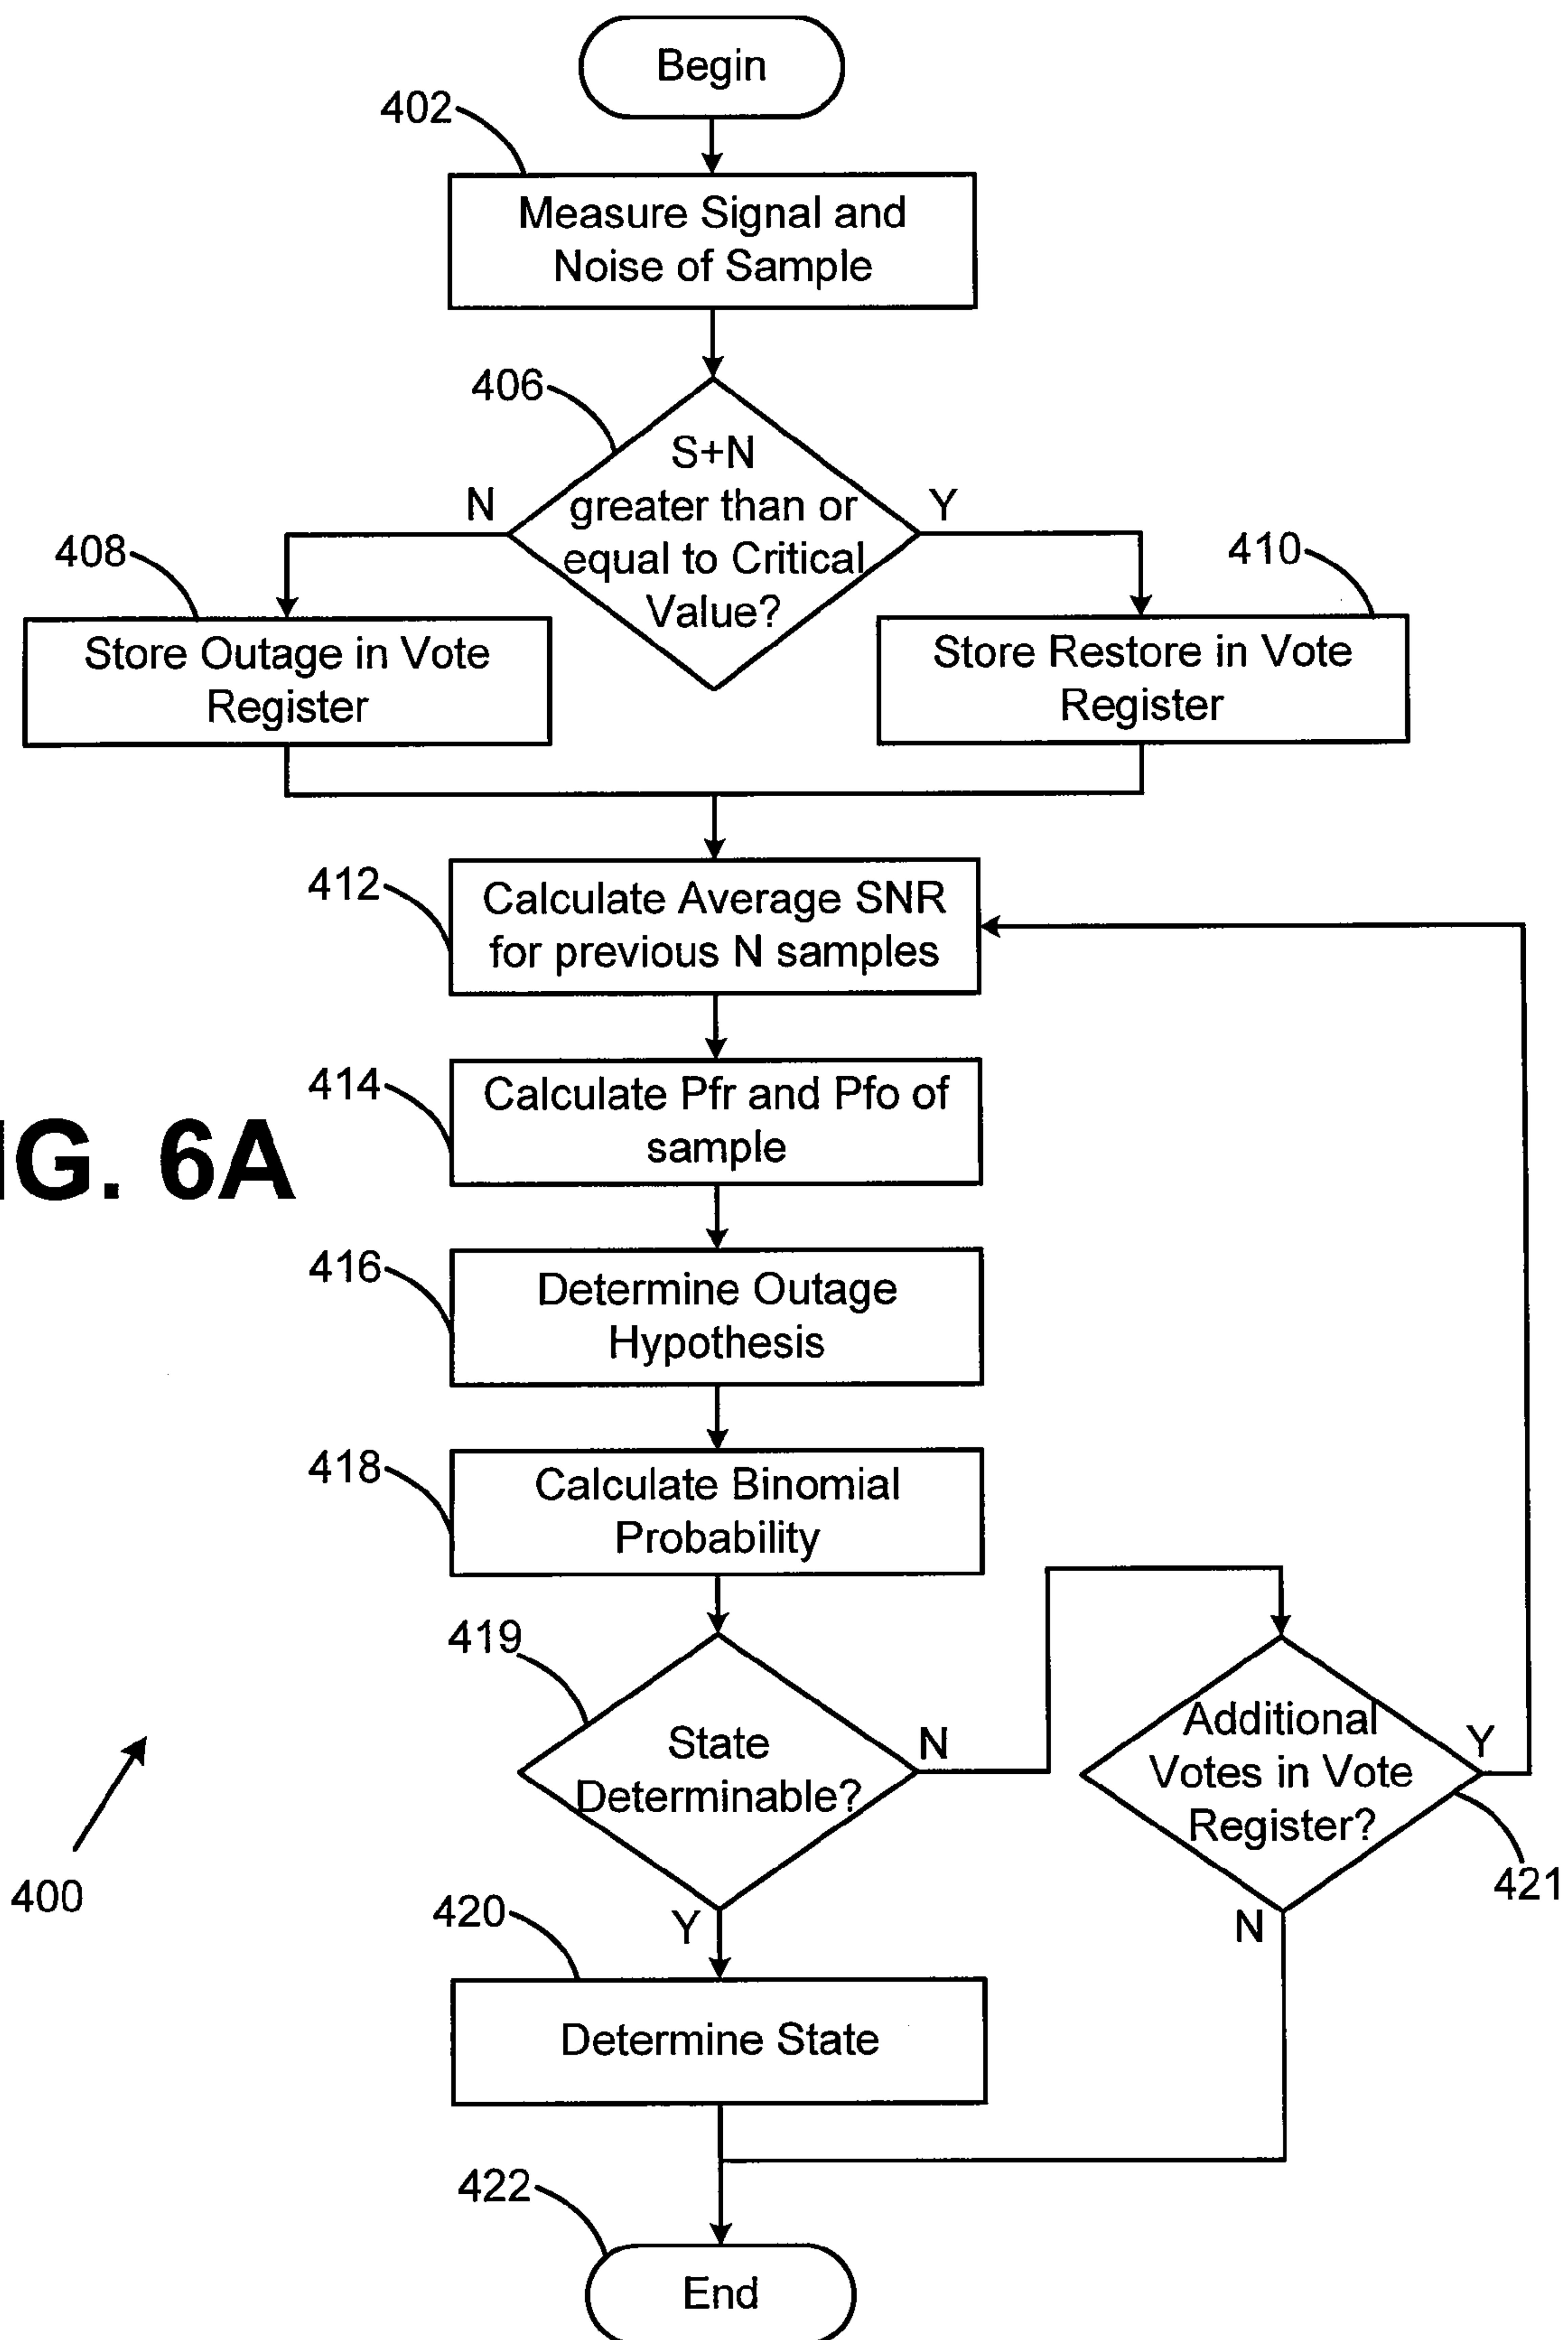 Begin
402
Measure Signal and
Noise of Sample
406
S+N
greater than or
equal to Critical
Value?
N
Y
408
Store Outage in Vote
Register
410
Store Restore in Vote
Register
412
Calculate Average SNR
for previous N samples
414
Calculate Pfr and Pfo of
sample
G. 6A
416
Determine Outage
Hypothesis
418
Calculate Binomial
Probability
419
State
Determinable?
N
Additional
Votes in Vote
Register?
Y
421
400
Y
N
420
Determine State
422
End